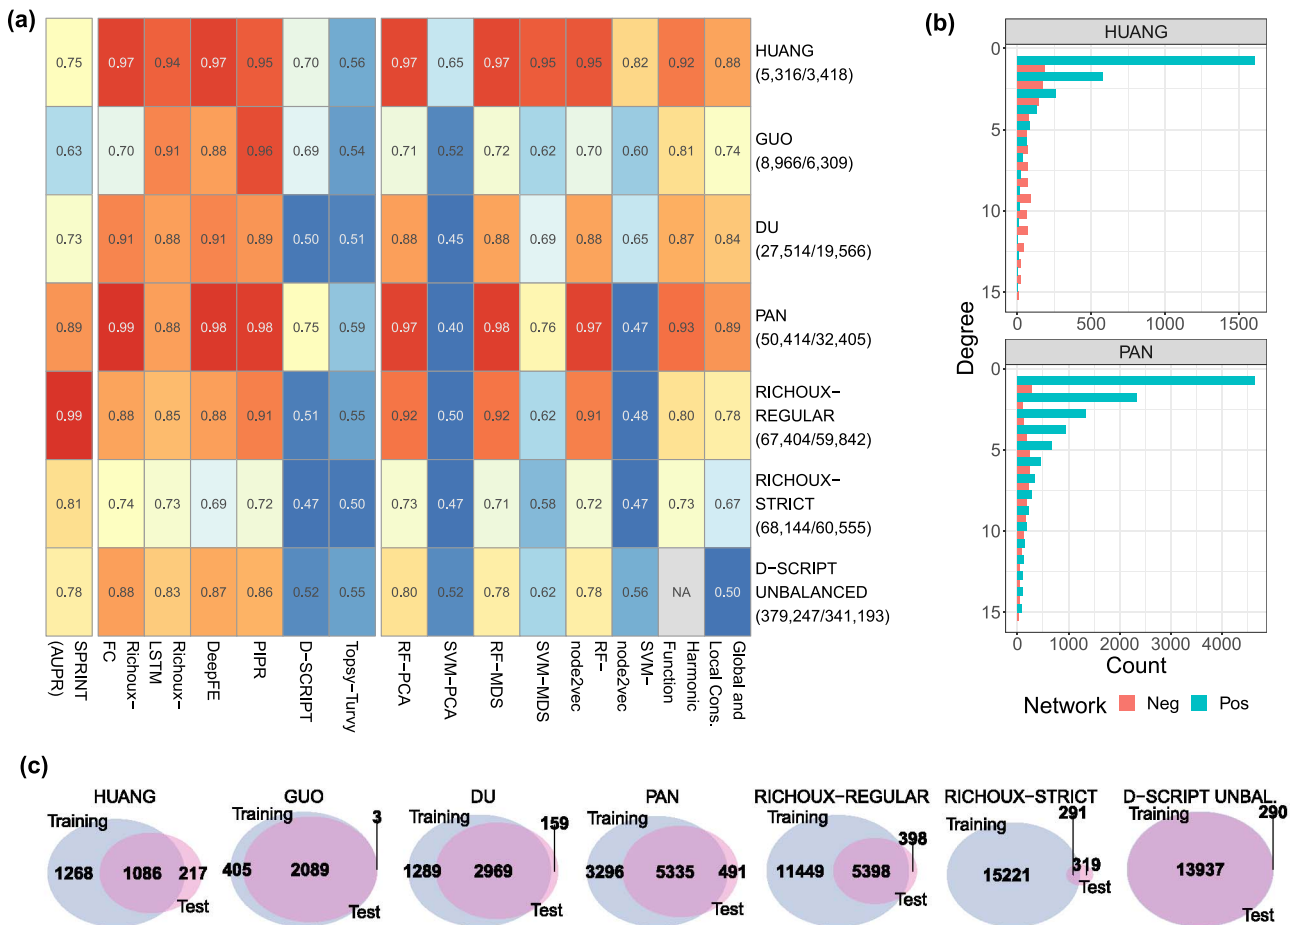 (a)
0.75 0.97 0.94 0.97 0.95 0.70 0.56 0.97 0.65 0.97 0.95 0.95 0.82 0.92 0.88
HUANG
(5,316/3,418)
0.63 0.70 0.91 0.88 0.96 0.69 0.54 0.71 0.52 0.72 0.62 0.70 0.60 0.81 0.74
GUO
(8,966/6,309)
0.73 0.91 0.88 0.91 0.89 0.50 0.51 0.88 0.45 0.88 0.69 0.88 0.65 0.87 0.84
DU
(27,514/19,566)
0.89 0.99 0.88 0.98 0.98 0.75 0.59 0.97 0.40 0.98 0.76 0.97 0.47 0.93 0.89
PAN
(50,414/32,405)
0.99 0.88 0.85 0.88 0.91 0.51 0.55 0.92 0.50 0.92 0.62 0.91 0.48 0.80 0.78
RICHOUX−
REGULAR
(67,404/59,842)
0.81 0.74 0.73 0.69 0.72 0.47 0.50 0.73 0.47 0.71 0.58 0.72 0.47 0.73 0.67
RICHOUX−
STRICT
(68,144/60,555)
0.78 0.88 0.83 0.87 0.86 0.52 0.55 0.80 0.52 0.78 0.62 0.78 0.56 NA 0.50
D−SCRIPT
UNBALANCED
(379,247/341,193)
SPRINT
(AUPR)
Richoux−
FC
Richoux−
LSTM
DeepFE
PIPR
D−SCRIPT
Topsy−Turvy
RF−PCA
SVM−PCA
RF−MDS
SVM−MDS
RF−
node2vec
SVM−
node2vec
Harmonic
Function
Global and
Local Cons.
(b)
HUANG
0
5
10
15
0 500 1000 1500
PAN
0
5
10
15
0 1000 2000 3000 4000
Degree
Count
Network Neg Pos
(c)
HUANG
Training
1268 1086 217
Test
GUO
Training
3
405 2089
Test
DU
Training
159
1289 2969
Test
PAN
Training
3296 5335 491
Test
RICHOUX−REGULAR
Training
398
11449 5398
Test
RICHOUX−STRICT
291
Training
15221 319
Test
D−SCRIPT UNBAL.
290
Training
13937
Test